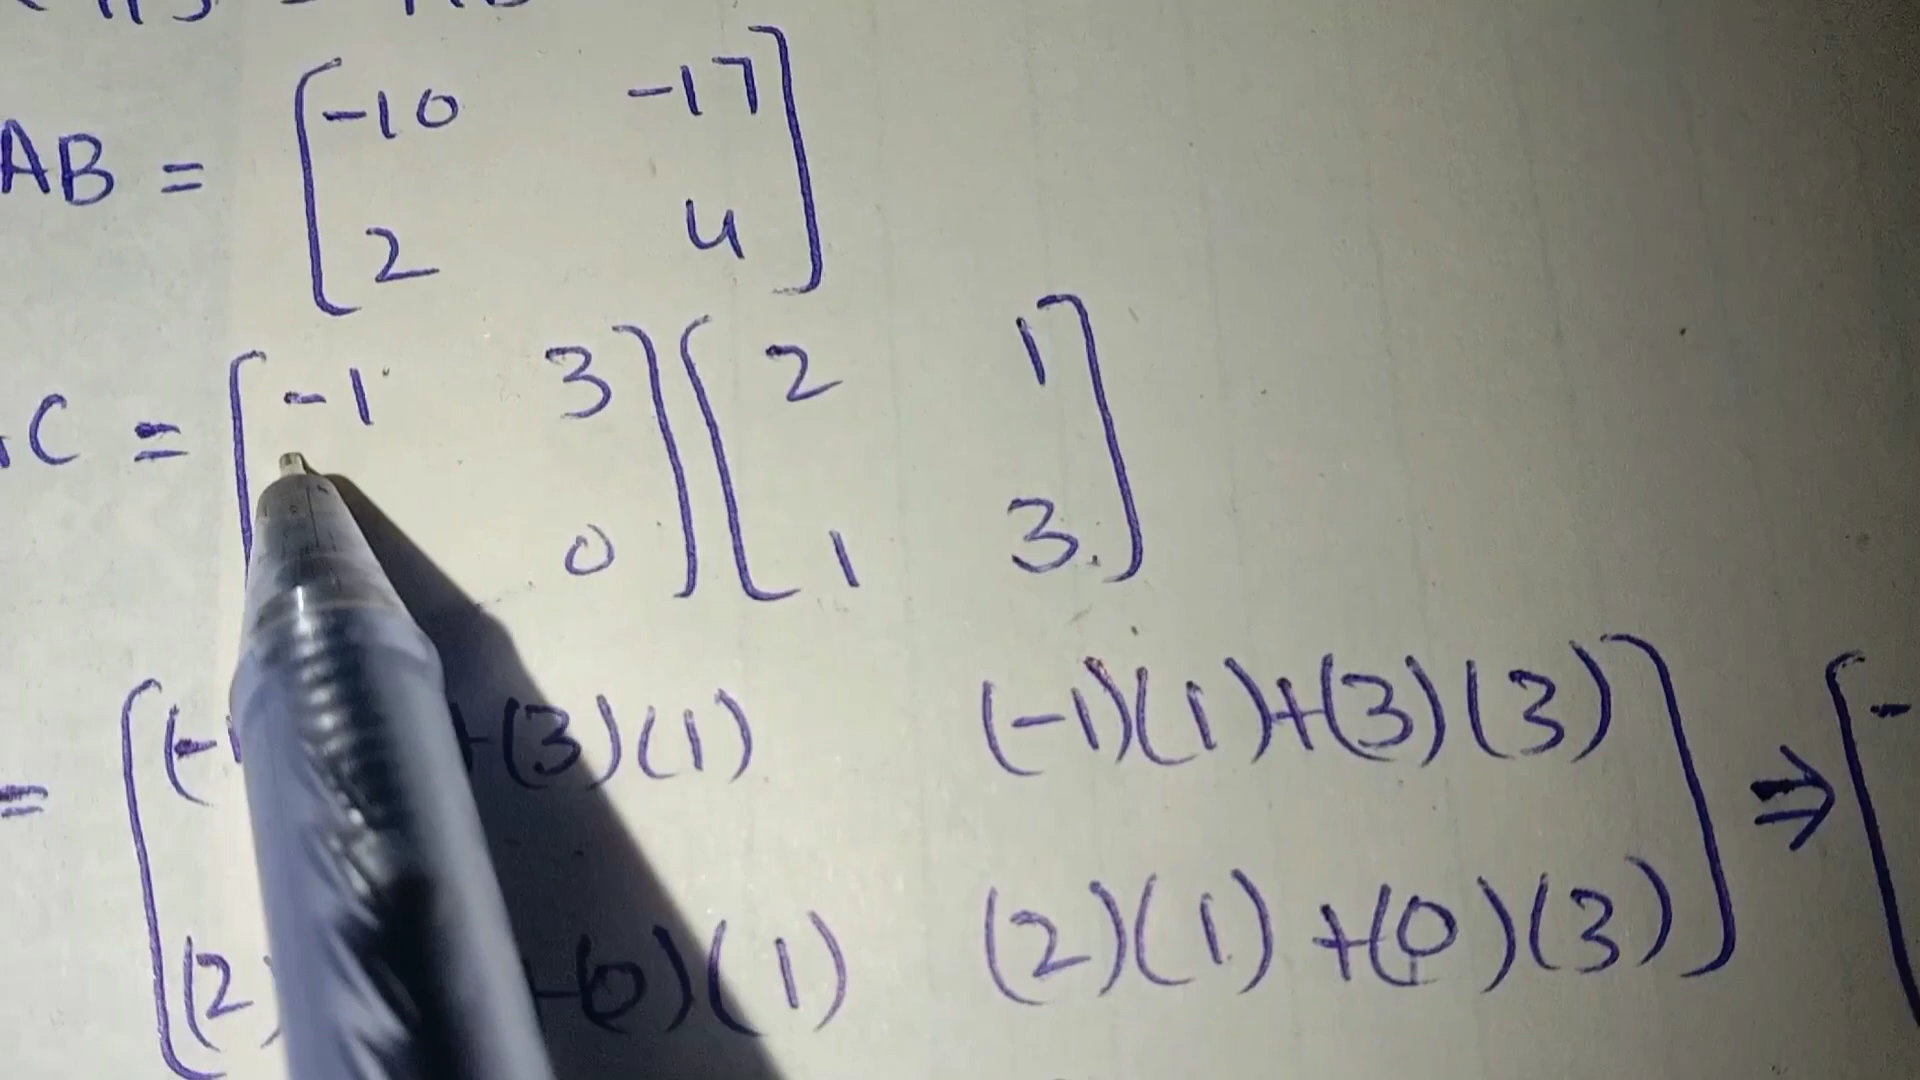 AB = [-10 -17
2 4]
C = [-1 3 ] [2 1
0 ] [1 3.]
= [(-1 (3)(1) (-1)(1)+(3)(3)] ⇒ [-
(2) 0)(1) (2)(1)+(0)(3)]